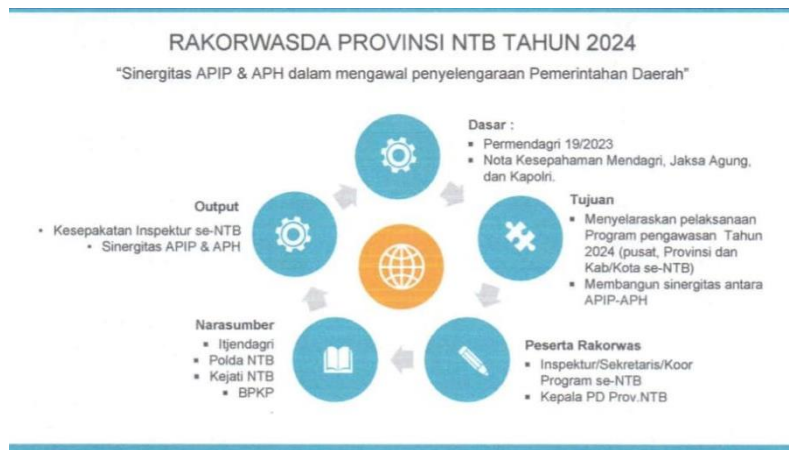 RAKORWASDA PROVINSI NTB TAHUN 2024
“Sinergitas APIP & APH dalam mengawal penyelengaraan Pemerintahan Daerah”
Dasar :
▪ Permendagri 19/2023
▪ Nota Kesepahaman Mendagri, Jaksa Agung,
dan Kapolri.
Tujuan
▪ Menyelaraskan pelaksanaan
Program pengawasan Tahun
2024 (pusat, Provinsi dan
Kab/Kota se-NTB)
▪ Membangun sinergitas antara
APIP-APH
Peserta Rakorwas
▪ Inspektur/Sekretaris/Koor
Program se-NTB
▪ Kepala PD Prov.NTB
Narasumber
▪ Itjendagri
▪ Polda NTB
▪ Kejati NTB
▪ BPKP
Output
• Kesepakatan Inspektur se-NTB
• Sinergitas APIP & APH